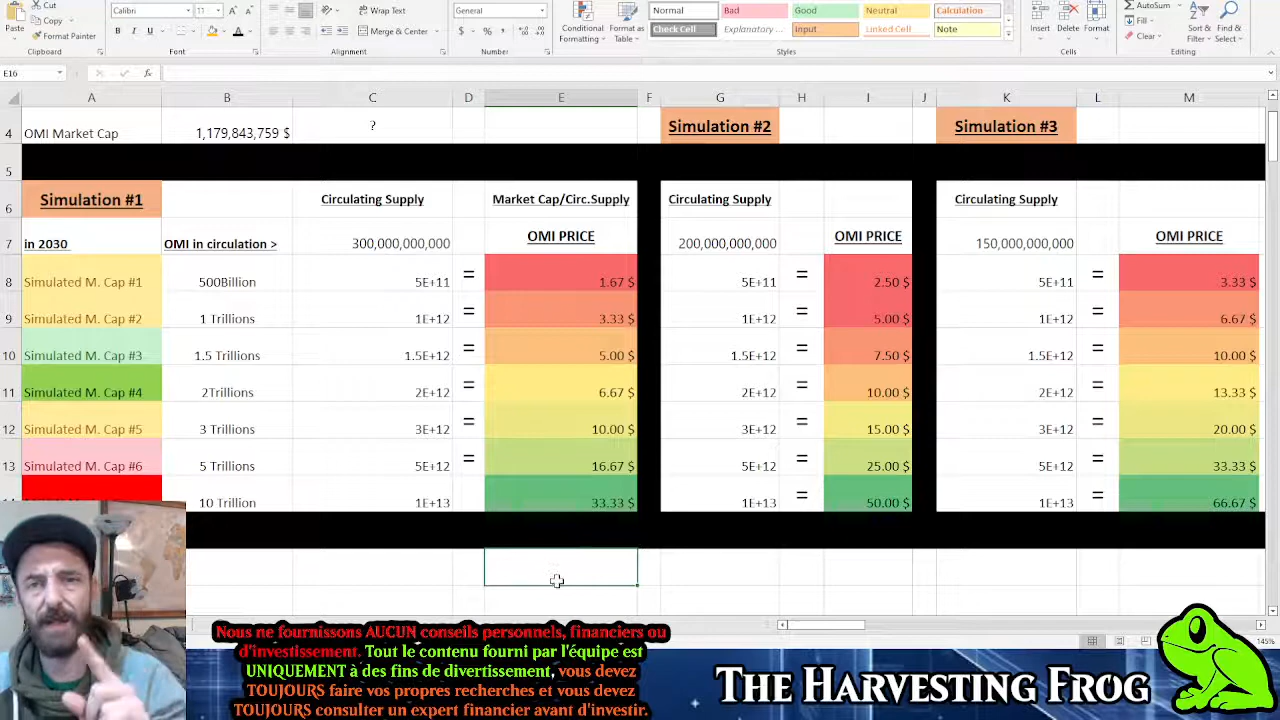 Cut
Calibri
11
Wrap Text
General
Normal
Bad
Good
Neutral
Calculation
AutoSum
Format Painter
B I U
Merge & Center
$ % ,
Conditional Formatting
Format as Table
Check Cell
Explanatory ...
Input
Linked Cell
Note
Insert
Delete
Format
Fill
Clear
Sort & Filter
Find & Select
Clipboard
Font
Alignment
Number
Styles
Cells
Editing
E16
fx
A B C D E F G H I J K L M
4 OMI Market Cap 1,179,843,759 $ ? Simulation #2 Simulation #3
5
6 Simulation #1 Circulating Supply Market Cap/Circ.Supply Circulating Supply Circulating Supply
7 in 2030 OMI in circulation > 300,000,000,000 OMI PRICE 200,000,000,000 OMI PRICE 150,000,000,000 OMI PRICE
8 Simulated M. Cap #1 500Billion 5E+11 = 1.67 $ 5E+11 = 2.50 $ 5E+11 = 3.33 $
9 Simulated M. Cap #2 1 Trillions 1E+12 = 3.33 $ 1E+12 = 5.00 $ 1E+12 = 6.67 $
10 Simulated M. Cap #3 1.5 Trillions 1.5E+12 = 5.00 $ 1.5E+12 = 7.50 $ 1.5E+12 = 10.00 $
11 Simulated M. Cap #4 2Trillions 2E+12 = 6.67 $ 2E+12 = 10.00 $ 2E+12 = 13.33 $
12 Simulated M. Cap #5 3 Trillions 3E+12 = 10.00 $ 3E+12 = 15.00 $ 3E+12 = 20.00 $
13 Simulated M. Cap #6 5 Trillions 5E+12 = 16.67 $ 5E+12 = 25.00 $ 5E+12 = 33.33 $
10 Trillion 1E+13 = 33.33 $ 1E+13 = 50.00 $ 1E+13 = 66.67 $
145%
Nous ne fournissons AUCUN conseils personnels, financiers ou
d'investissement. Tout le contenu fourni par l'équipe est
UNIQUEMENT à des fins de divertissement, vous devez
TOUJOURS faire vos propres recherches et vous devez
TOUJOURS consulter un expert financier avant d'investir.
The Harvesting Frog